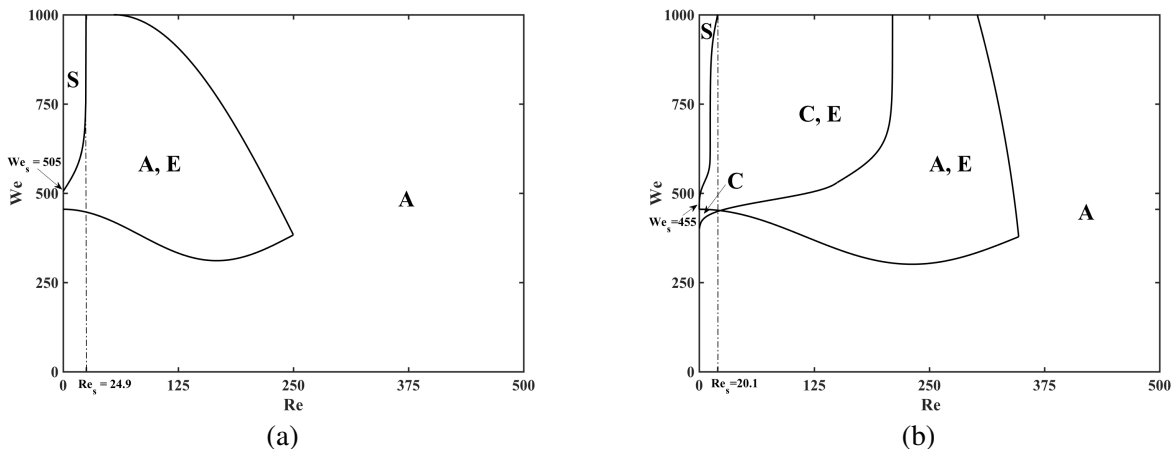 1000
750
500
250
0
We
S
We_s = 505
A, E
A
0
Re_s = 24.9
125
250
375
500
Re
(a)
1000
750
500
250
0
We
S
C, E
C
We_s=455
A, E
A
0
Re_s=20.1
125
250
375
500
Re
(b)